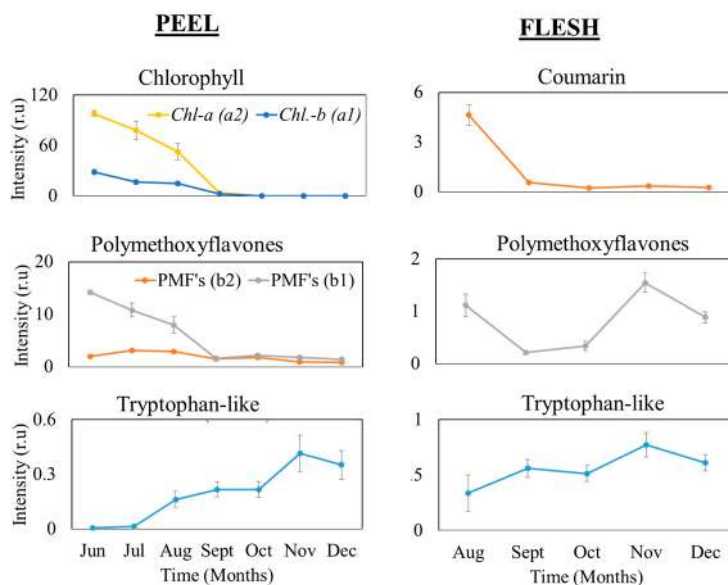 PEEL
Chlorophyll
Intensity (r.u)
120
60
0
Chl-a (a2)
Chl.-b (a1)
Polymethoxyflavones
Intensity (r.u)
20
10
0
PMF's (b2)
PMF's (b1)
Tryptophan-like
Intensity (r.u)
0.6
0.3
0
Jun Jul Aug Sept Oct Nov Dec
Time (Months)
FLESH
Coumarin
6
4
2
0
Polymethoxyflavones
2
1
0
Tryptophan-like
1
.5
0
Aug Sept Oct Nov Dec
Time (Months)